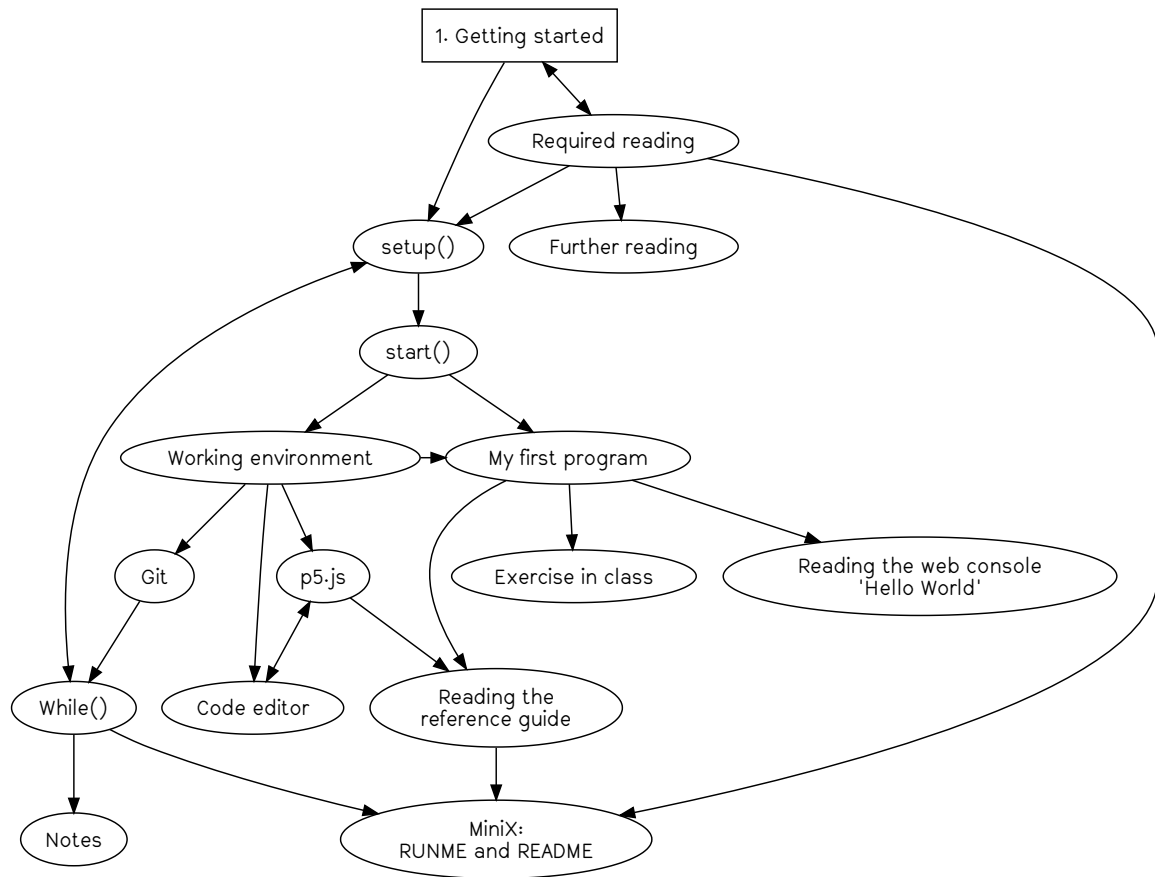 1. Getting started
Required reading
setup()
Further reading
start()
Working environment
My first program
Git
p5.js
Exercise in class
Reading the web console
'Hello World'
While()
Code editor
Reading the
reference guide
Notes
MiniX:
RUNME and README